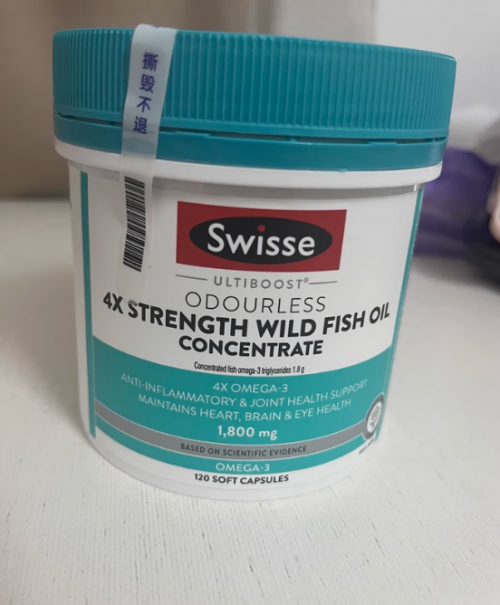 撕毁不退
Swisse
ULTIBOOST®
ODOURLESS
4X STRENGTH WILD FISH OIL
CONCENTRATE
Concentrated fish omega-3 triglycerides 1.8 g
4X OMEGA-3
ANTI-INFLAMMATORY & JOINT HEALTH SUPPORT
MAINTAINS HEART, BRAIN & EYE HEALTH
1,800 mg
BASED ON SCIENTIFIC EVIDENCE
OMEGA-3
120 SOFT CAPSULES